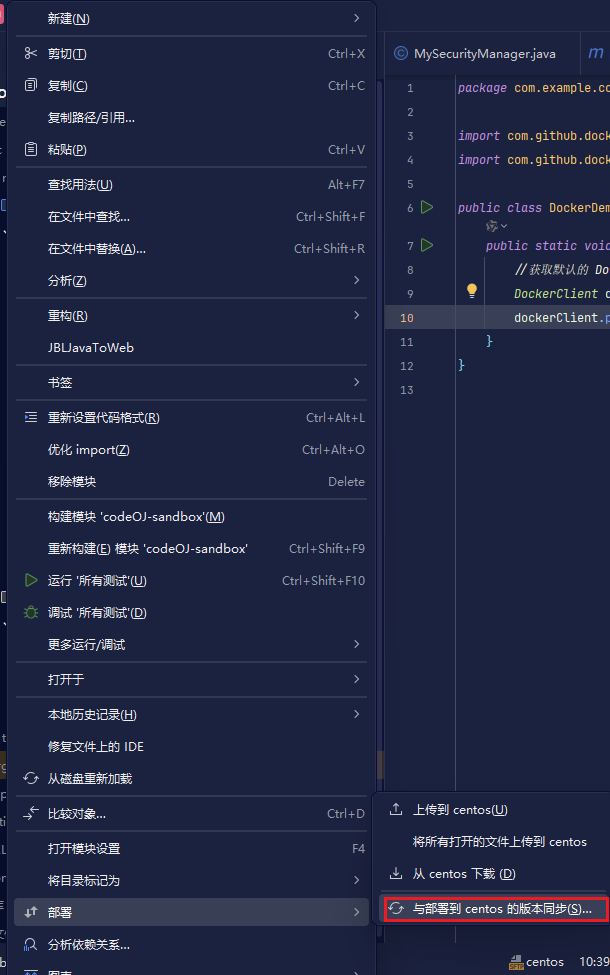 新建(N)
剪切(T) Ctrl+X
复制(C) Ctrl+C
复制路径/引用...
粘贴(P) Ctrl+V
查找用法(U) Alt+F7
在文件中查找... Ctrl+Shift+F
在文件中替换(A)... Ctrl+Shift+R
分析(Z)
重构(R)
JBLJavaToWeb
书签
重新设置代码格式(R) Ctrl+Alt+L
优化 import(Z) Ctrl+Alt+O
移除模块 Delete
构建模块 'codeOJ-sandbox'(M)
重新构建(E) 模块 'codeOJ-sandbox' Ctrl+Shift+F9
运行 '所有测试'(U) Ctrl+Shift+F10
调试 '所有测试'(D)
更多运行/调试
打开于
本地历史记录(H)
修复文件上的 IDE
从磁盘重新加载
比较对象... Ctrl+D
打开模块设置 F4
将目录标记为
部署
分析依赖关系...
图表
MySecurityManager.java
1 package com.example.co
2
3 import com.github.dock
4 import com.github.dock
5
6 public class DockerDem
7 public static void
8 //获取默认的 Do
9 DockerClient d
10 dockerClient.p
11 }
12 }
13
上传到 centos(U)
将所有打开的文件上传到 centos
从 centos 下载 (D)
与部署到 centos 的版本同步(S)...
SFTP centos 10:39